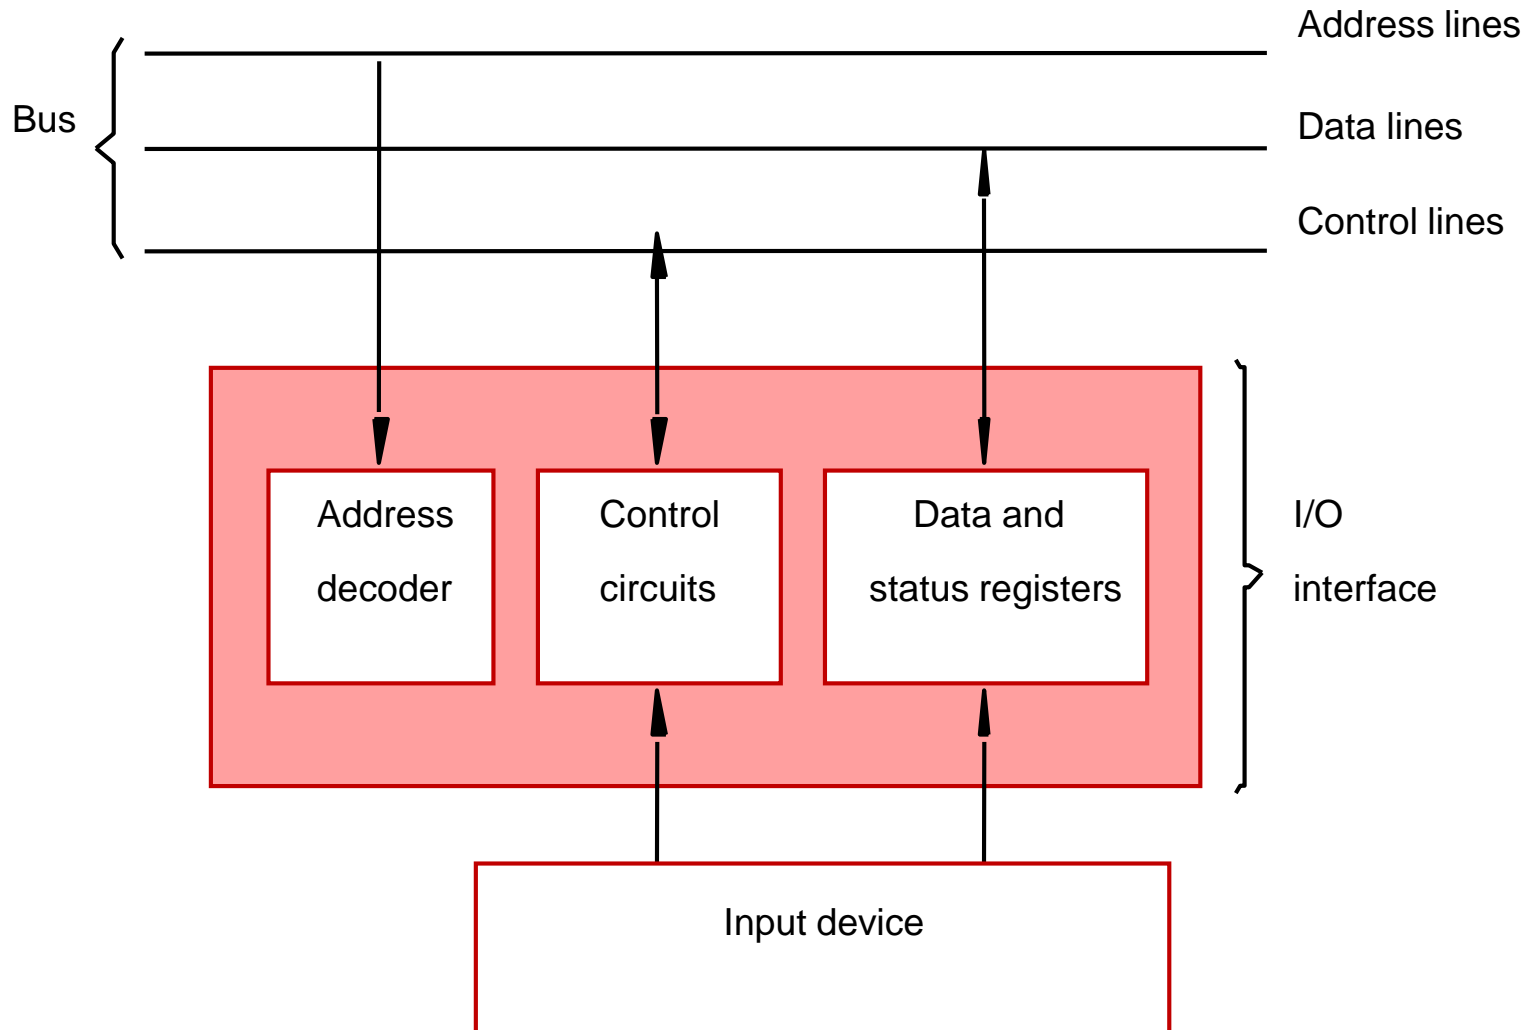 Address lines
Bus
Data lines
Control lines
Address
decoder
Control
circuits
Data and
status registers
I/O
interface
Input device